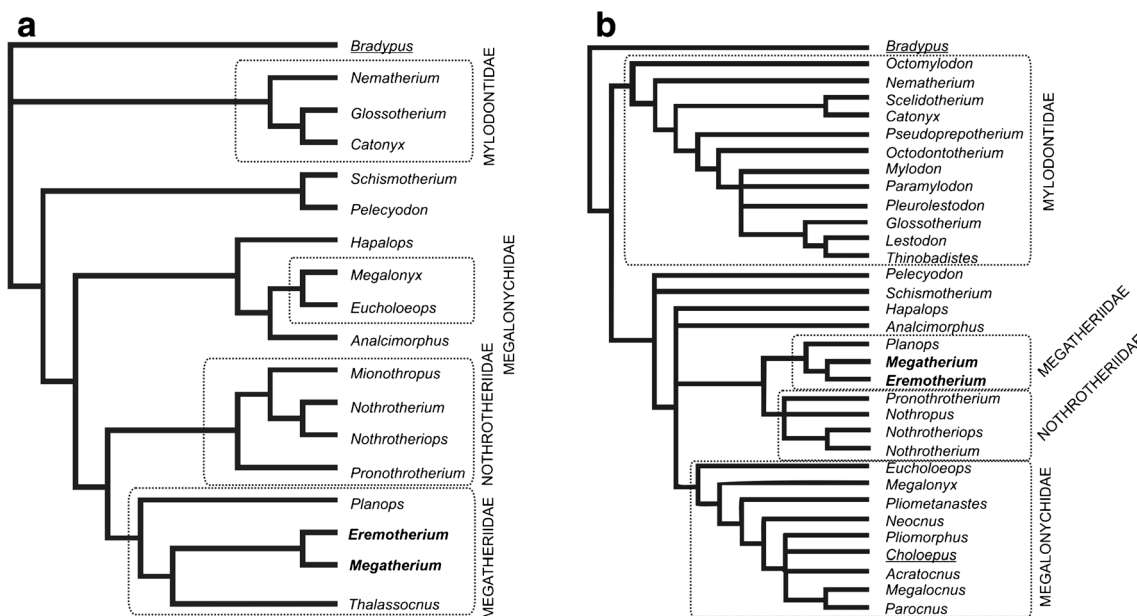 a
Bradypus
Nematherium
Glossotherium
Catonyx
MYLODONTIDAE
Schismotherium
Pelecyodon
Hapalops
Megalonyx
Eucholoeops
Analcimorphus
MEGALONYCHIDAE
Mionothropus
Nothrotherium
Nothrotheriops
Pronothrotherium
NOTHROTHERIIDAE
Planops
Eremotherium
Megatherium
Thalassocnus
MEGATHERIIDAE
b
Bradypus
Octomylodon
Nematherium
Scelidotherium
Catonyx
Pseudoprepotherium
Octodontotherium
Mylodon
Paramylodon
Pleurolestodon
Glossotherium
Lestodon
Thinobadistes
MYLODONTIDAE
Pelecyodon
Schismotherium
Hapalops
Analcimorphus
Planops
Megatherium
Eremotherium
MEGATHERIIDAE
Pronothrotherium
Nothropus
Nothrotheriops
Nothrotherium
NOTHROTHERIIDAE
Eucholoeops
Megalonyx
Pliometanastes
Neocnus
Pliomorphus
Choloepus
Acratocnus
Megalocnus
Parocnus
MEGALONYCHIDAE